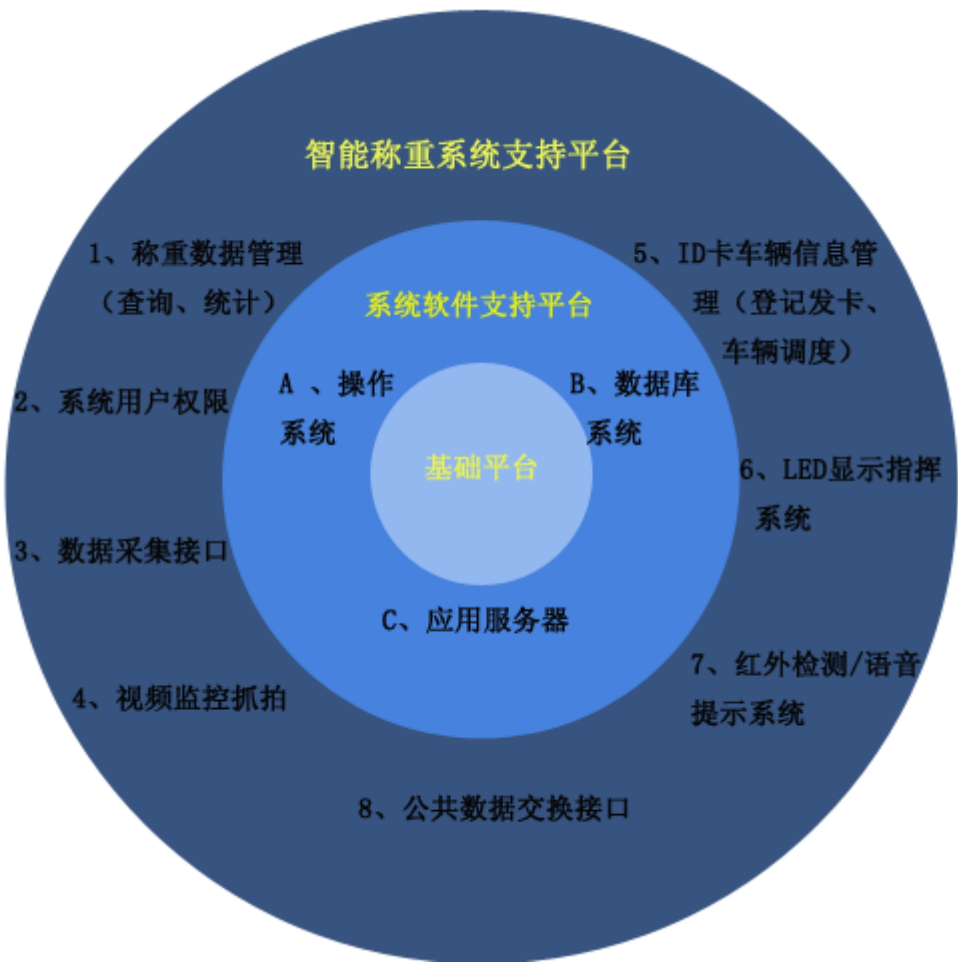 智能称重系统支持平台
1、称重数据管理
（查询、统计）
2、系统用户权限
3、数据采集接口
4、视频监控抓拍
5、ID卡车辆信息管
理（登记发卡、
车辆调度）
6、LED显示指挥
系统
7、红外检测/语音
提示系统
8、公共数据交换接口
系统软件支持平台
A 、操作
系统
B、数据库
系统
C、应用服务器
基础平台